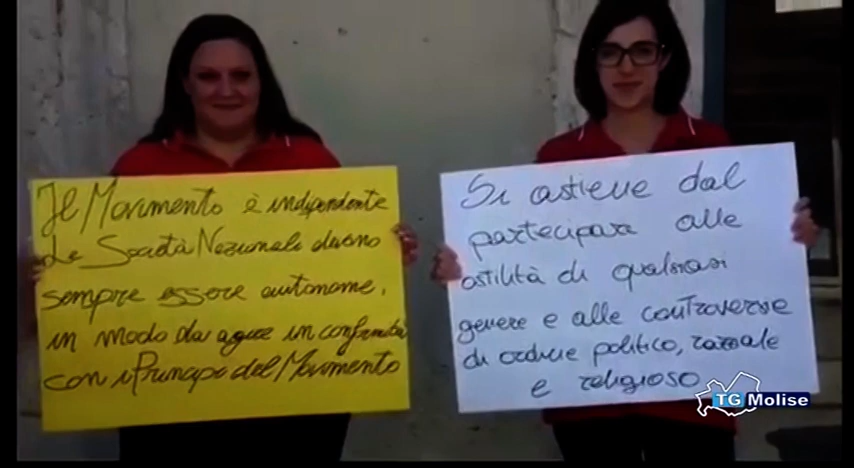 Il Movimento è indipendente
Le Società Nazionali devono
sempre essere autonome,
in modo da agire in conformità
con i Principi del Movimento
Si astiene dal
partecipare alle
ostilità di qualsiasi
genere e alle controversie
di ordine politico, razziale
e religioso
TG Molise